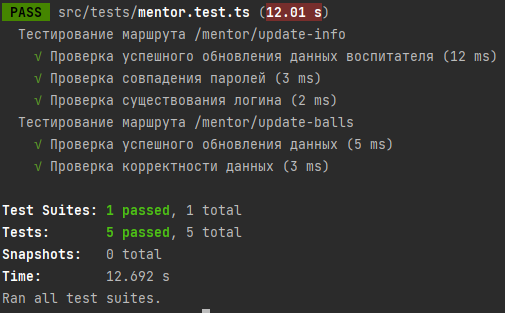 PASS src/tests/mentor.test.ts (12.01 s)
Тестирование маршрута /mentor/update-info
√ Проверка успешного обновления данных воспитателя (12 ms)
√ Проверка совпадения паролей (3 ms)
√ Проверка существования логина (2 ms)
Тестирование маршрута /mentor/update-balls
√ Проверка успешного обновления данных (5 ms)
√ Проверка корректности данных (3 ms)
Test Suites: 1 passed, 1 total
Tests: 5 passed, 5 total
Snapshots: 0 total
Time: 12.692 s
Ran all test suites.